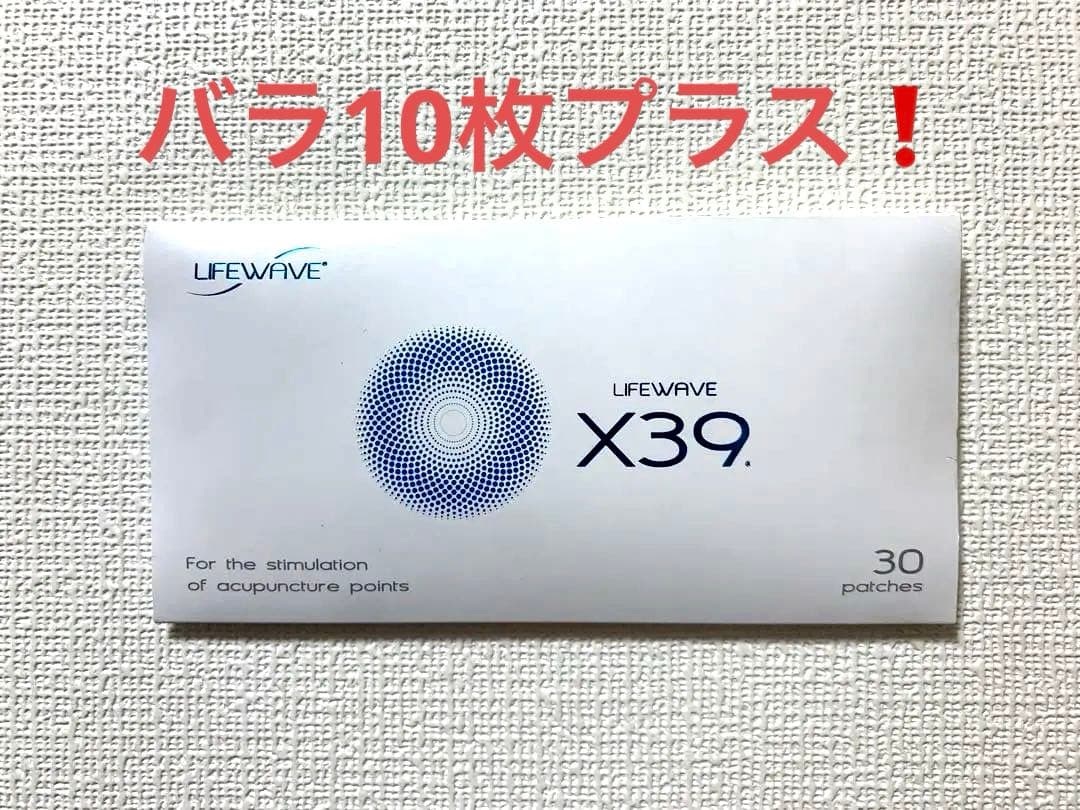 バラ10枚プラス❗
LIFEWAVE®
LIFEWAVE
X39®
For the stimulation
of acupuncture points
30
patches